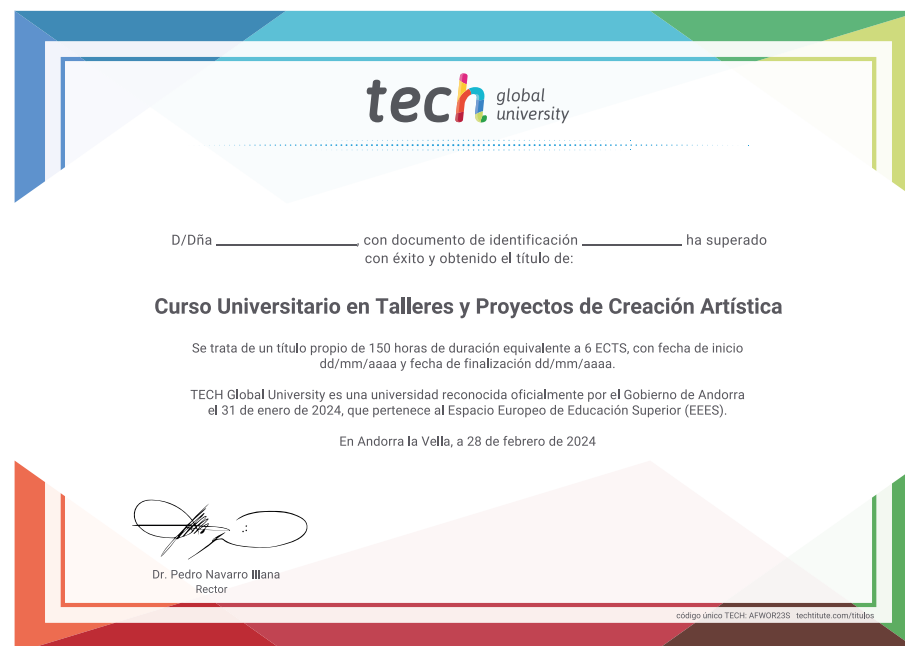 tech global
university
D/Dña ____________________, con documento de identificación ______________ ha superado
con éxito y obtenido el título de:
Curso Universitario en Talleres y Proyectos de Creación Artística
Se trata de un título propio de 150 horas de duración equivalente a 6 ECTS, con fecha de inicio
dd/mm/aaaa y fecha de finalización dd/mm/aaaa.
TECH Global University es una universidad reconocida oficialmente por el Gobierno de Andorra
el 31 de enero de 2024, que pertenece al Espacio Europeo de Educación Superior (EEES).
En Andorra la Vella, a 28 de febrero de 2024
Dr. Pedro Navarro Illana
Rector
código único TECH: AFWOR23S techtitute.com/titulos